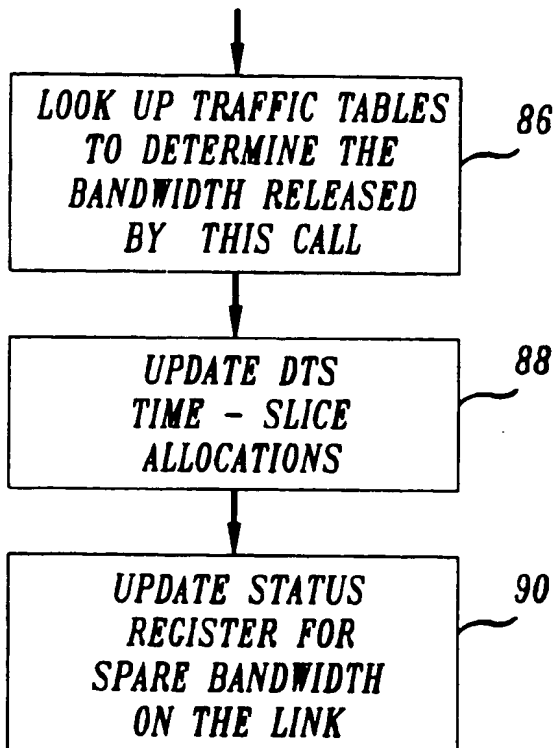 LOOK UP TRAFFIC TABLES
TO DETERMINE THE
BANDWIDTH RELEASED
BY THIS CALL
86
UPDATE DTS
TIME - SLICE
ALLOCATIONS
88
UPDATE STATUS
REGISTER FOR
SPARE BANDWIDTH
ON THE LINK
90